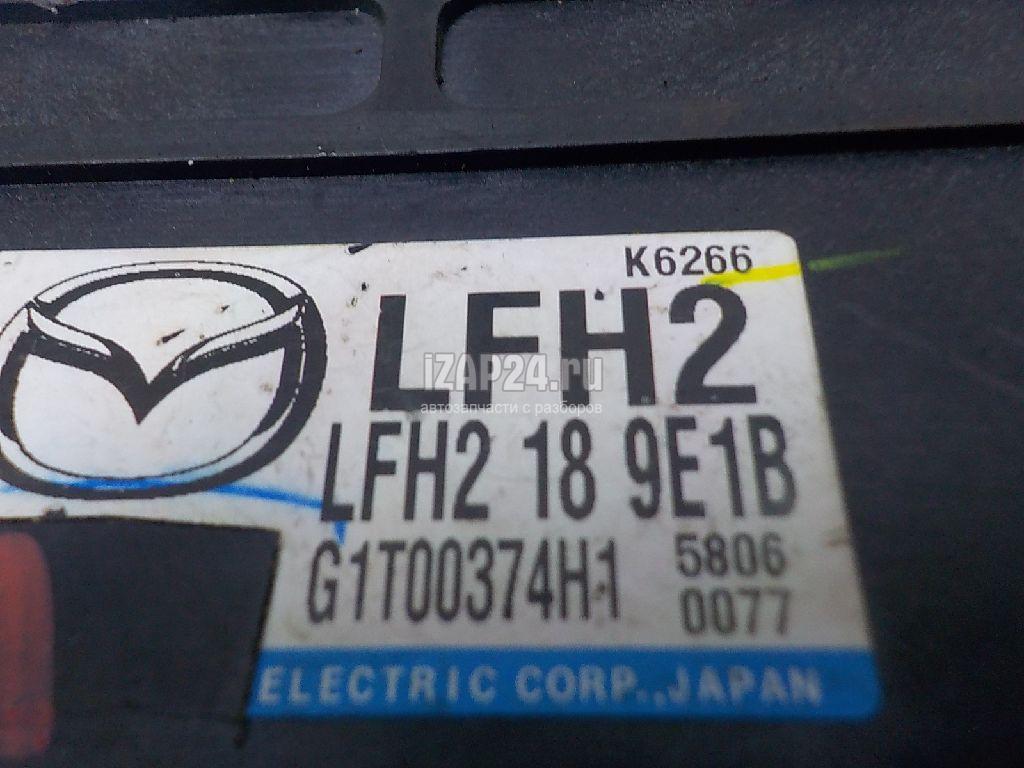 K6266
LFH2
iZAP24.ru
автозапчасти с разборов
LFH2 18 9E1B
G1T00374H1 5806
0077
ELECTRIC CORP.,JAPAN